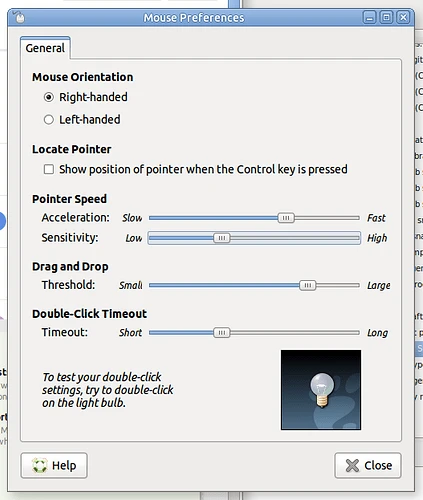 Mouse Preferences
General
Mouse Orientation
Right-handed
Left-handed
Locate Pointer
Show position of pointer when the Control key is pressed
Pointer Speed
Acceleration: Slow Fast
Sensitivity: Low High
Drag and Drop
Threshold: Small Large
Double-Click Timeout
Timeout: Short Long
To test your double-click
settings, try to double-click
on the light bulb.
Help
Close